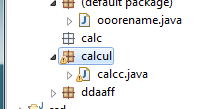 (default package)
ooorename.java
calc
calcul
calcc.java
ddaaff